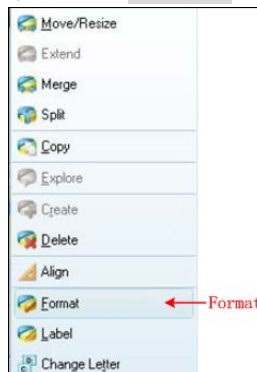 Move/Resize
Extend
Merge
Split
Copy
Explore
Create
Delete
Align
Format
Format
Label
Change Letter